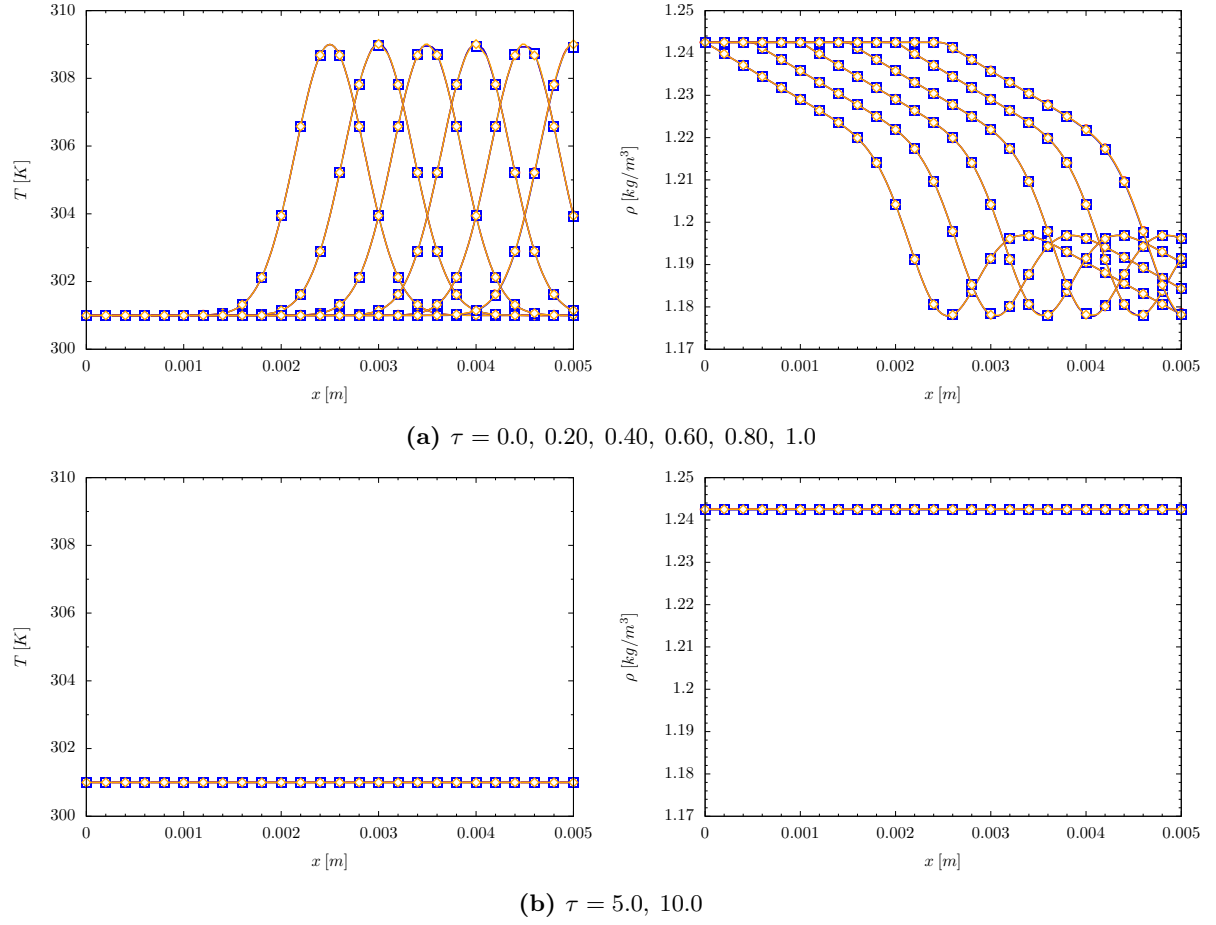 310
308
306
304
302
300
T [K]
0 0.001 0.002 0.003 0.004 0.005
x [m]
1.25
1.24
1.23
1.22
1.21
1.2
1.19
1.18
1.17
ρ [kg/m³]
0 0.001 0.002 0.003 0.004 0.005
x [m]
(a) τ = 0.0, 0.20, 0.40, 0.60, 0.80, 1.0
310
308
306
304
302
300
T [K]
0 0.001 0.002 0.003 0.004 0.005
x [m]
1.25
1.24
1.23
1.22
1.21
1.2
1.19
1.18
1.17
ρ [kg/m³]
0 0.001 0.002 0.003 0.004 0.005
x [m]
(b) τ = 5.0, 10.0